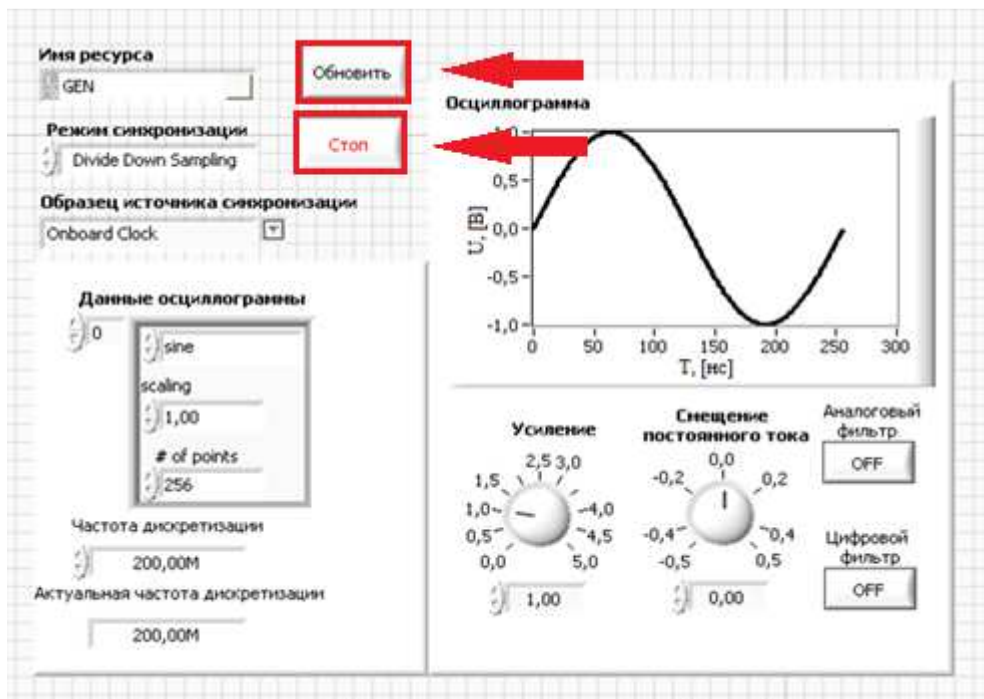 Имя ресурса
GEN
Обновить
Режим синхронизации
Divide Down Sampling
Стоп
Образец источника синхронизации
Onboard Clock
Данные осциллограммы
0
sine
scaling
1,00
# of points
256
Частота дискретизации
200,00M
Актуальная частота дискретизации
200,00M
Осциллограмма
U, [В]
0,5
0,0
-0,5
-1,0
0 50 100 150 200 250 300
Т, [нс]
Усиление
0,0 0,5 1,0 1,5 2,5 3,0 4,0 4,5 5,0
1,00
Смещение
постоянного тока
-0,5 -0,4 -0,2 0,0 0,2 0,4 0,5
0,00
Аналоговый
фильтр
OFF
Цифровой
фильтр
OFF